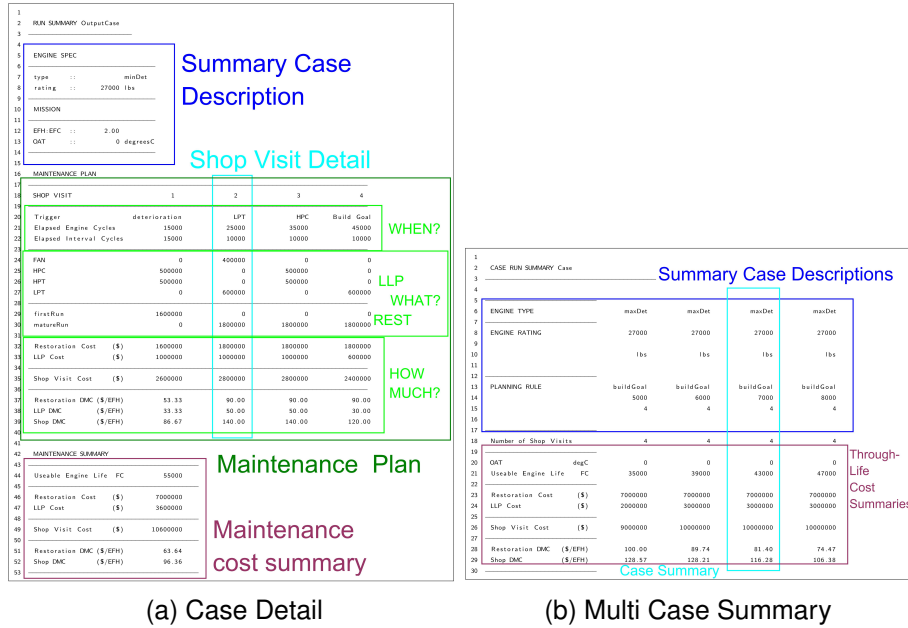 1
2 RUN SUMMARY OutputCase
3
4
5 ENGINE SPEC
6
7 type :: minDet
8 rating :: 27000 lbs
9
10 MISSION
11
12 EFH:EFC :: 2.00
13 OAT :: 0 degreesC
14
15
Summary Case
Description
Shop Visit Detail
16 MAINTENANCE PLAN
17
18 SHOP VISIT 1 2 3 4
19
20 Trigger deterioration LPT HPC Build Goal
21 Elapsed Engine Cycles 15000 25000 35000 45000
22 Elapsed Interval Cycles 15000 10000 10000 10000
23
WHEN?
24 FAN 0 400000 0 0
25 HPC 500000 0 500000 0
26 HPT 500000 0 500000 0
27 LPT 0 600000 0 600000
28
29 firstRun 1600000 0 0 0
30 matureRun 0 1800000 1800000 1800000
31
LLP
WHAT?
REST
32 Restoration Cost ($) 1600000 1800000 1800000 1800000
33 LLP Cost ($) 1000000 1000000 1000000 600000
34
35 Shop Visit Cost ($) 2600000 2800000 2800000 2400000
36
37 Restoration DMC ($/EFH) 53.33 90.00 90.00 90.00
38 LLP DMC ($/EFH) 33.33 50.00 50.00 30.00
39 Shop DMC ($/EFH) 86.67 140.00 140.00 120.00
40
HOW
MUCH?
41
42 MAINTENANCE SUMMARY
43
44 Useable Engine Life FC 55000
45
46 Restoration Cost ($) 7000000
47 LLP Cost ($) 3600000
48
49 Shop Visit Cost ($) 10600000
50
51 Restoration DMC ($/EFH) 63.64
52 Shop DMC ($/EFH) 96.36
53
Maintenance Plan
Maintenance
cost summary
(a) Case Detail
1
2 CASE RUN SUMMARY Case
3
4
Summary Case Descriptions
5
6 ENGINE TYPE maxDet maxDet maxDet maxDet
7
8 ENGINE RATING 27000 27000 27000 27000
9
10 lbs lbs lbs lbs
11
12
13 PLANNING RULE buildGoal buildGoal buildGoal buildGoal
14 5000 6000 7000 8000
15 4 4 4 4
16
17
18 Number of Shop Visits 4 4 4 4
19
20 OAT degC 0 0 0 0
21 Useable Engine Life FC 35000 39000 43000 47000
22
23 Restoration Cost ($) 7000000 7000000 7000000 7000000
24 LLP Cost ($) 2000000 3000000 3000000 3000000
25
26 Shop Visit Cost ($) 9000000 10000000 10000000 10000000
27
28 Restoration DMC ($/EFH) 100.00 89.74 81.40 74.47
29 Shop DMC ($/EFH) 128.57 128.21 116.28 106.38
30
Through-
Life
Cost
Summaries
Case Summary
(b) Multi Case Summary